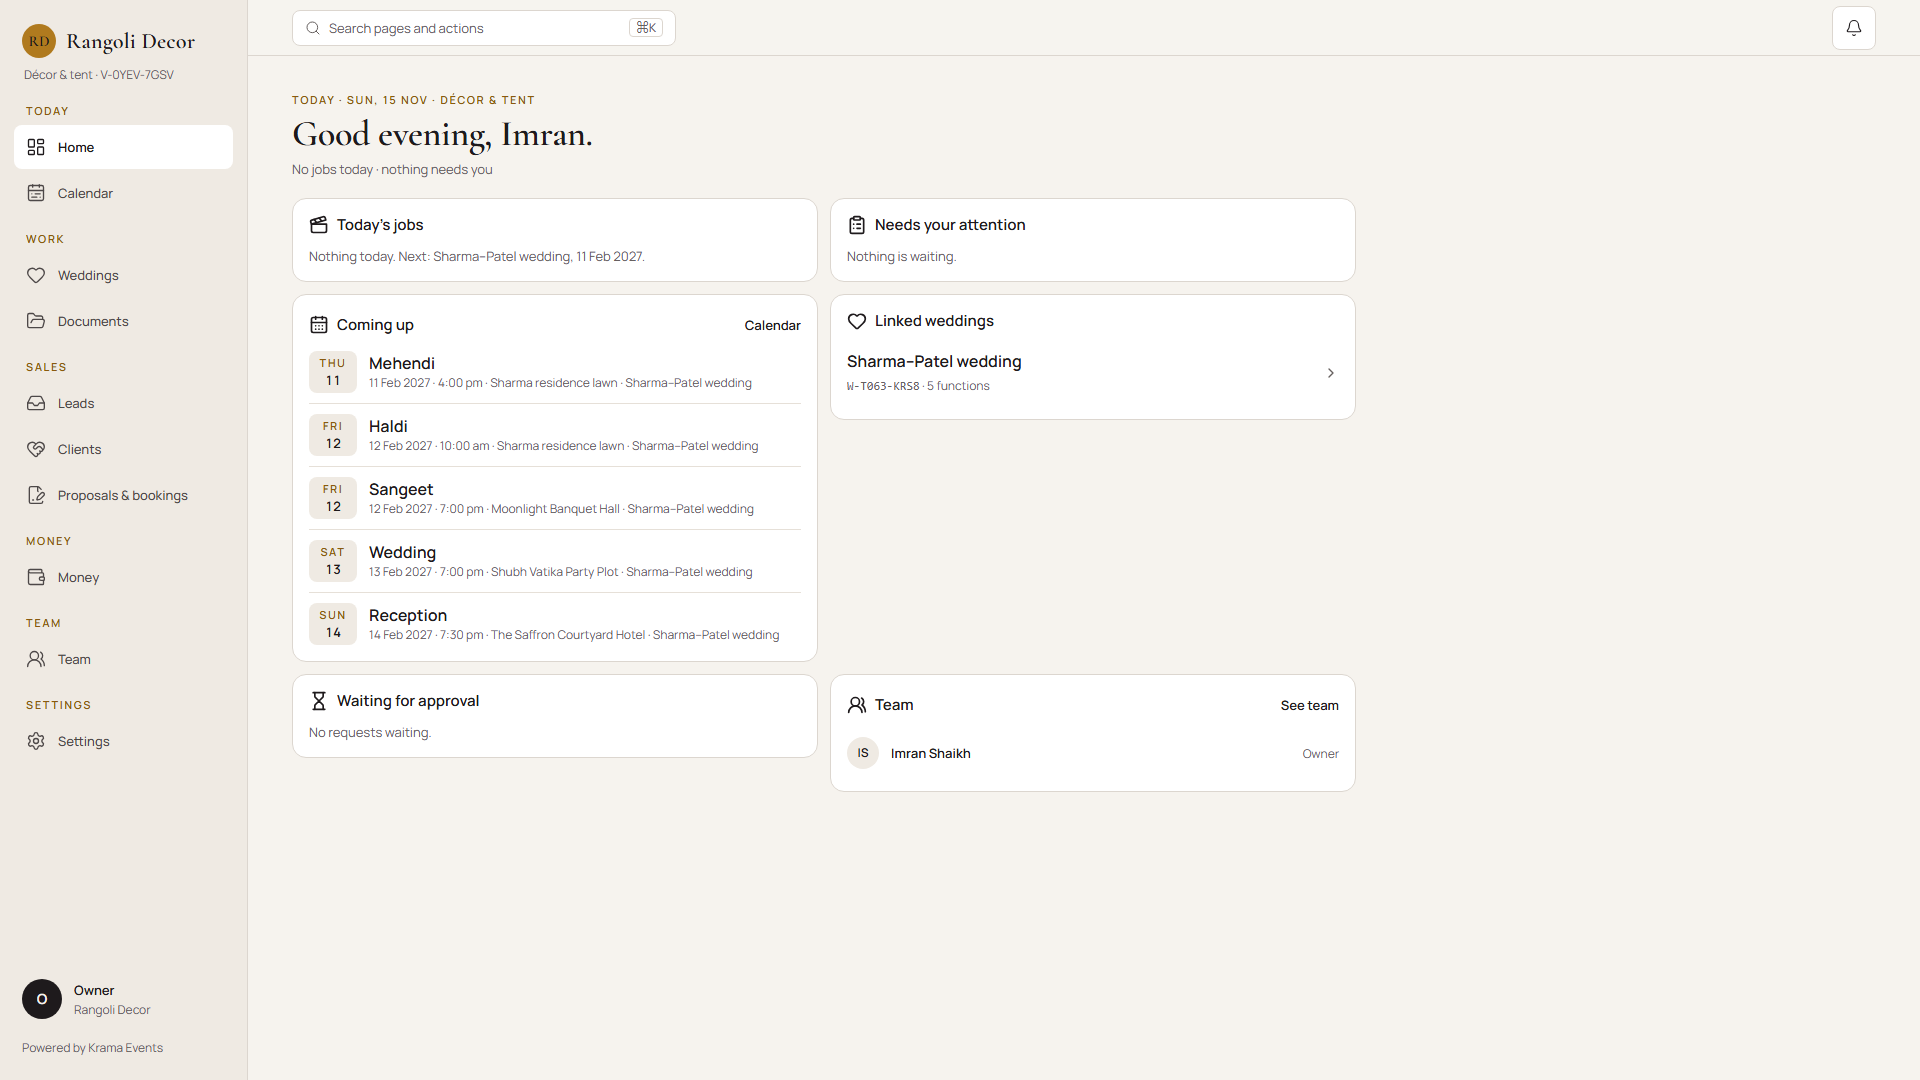 RD Rangoli Decor
Décor & tent · V-0YEV-7GSV
TODAY
Home
Calendar
WORK
Weddings
Documents
SALES
Leads
Clients
Proposals & bookings
MONEY
Money
TEAM
Team
SETTINGS
Settings
O
Owner
Rangoli Decor
Powered by Krama Events
Search pages and actions ⌘K
TODAY · SUN, 15 NOV · DÉCOR & TENT
Good evening, Imran.
No jobs today · nothing needs you
Today's jobs
Nothing today. Next: Sharma–Patel wedding, 11 Feb 2027.
Needs your attention
Nothing is waiting.
Coming up Calendar
THU 11
Mehendi
11 Feb 2027 · 4:00 pm · Sharma residence lawn · Sharma–Patel wedding
FRI 12
Haldi
12 Feb 2027 · 10:00 am · Sharma residence lawn · Sharma–Patel wedding
FRI 12
Sangeet
12 Feb 2027 · 7:00 pm · Moonlight Banquet Hall · Sharma–Patel wedding
SAT 13
Wedding
13 Feb 2027 · 7:00 pm · Shubh Vatika Party Plot · Sharma–Patel wedding
SUN 14
Reception
14 Feb 2027 · 7:30 pm · The Saffron Courtyard Hotel · Sharma–Patel wedding
Linked weddings
Sharma–Patel wedding
W-T063-KRS8 · 5 functions
Waiting for approval
No requests waiting.
Team See team
IS Imran Shaikh Owner